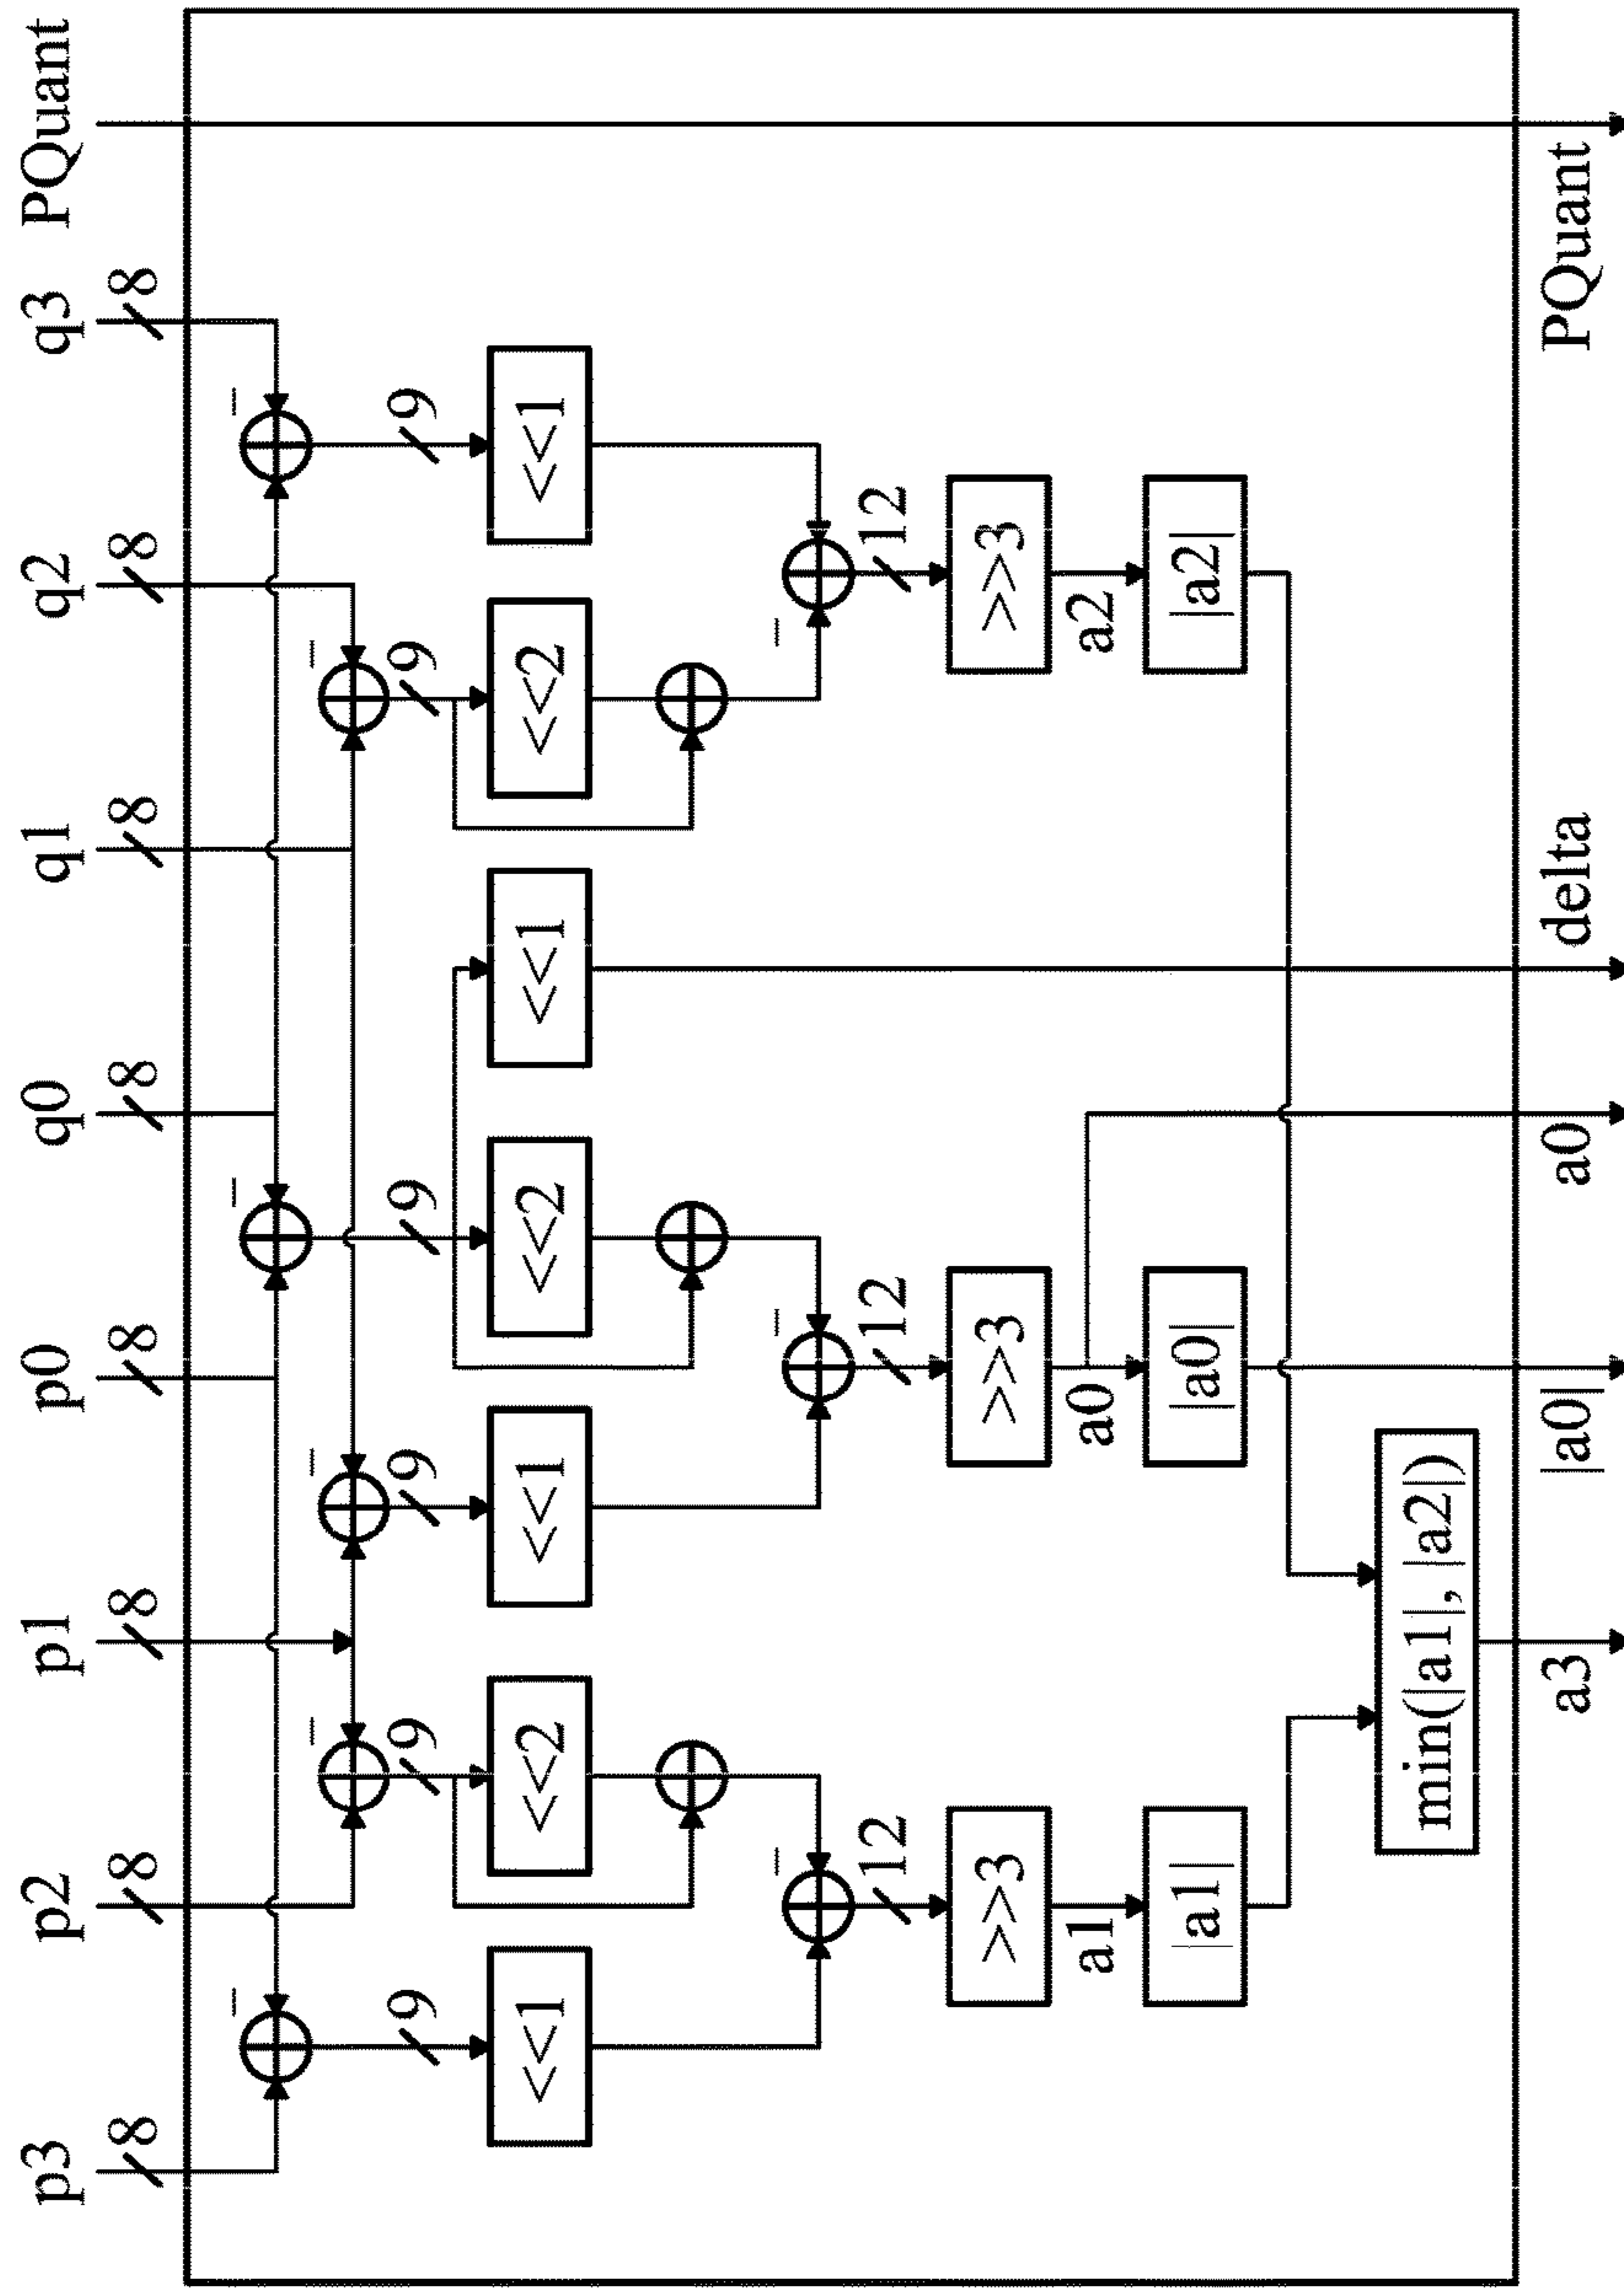 p3 p2 p1 p0 q0 q1 q2 q3 PQuant
8 8 8 8 8 8 8 8
− − −
− − −
9 9 9 9 9 9
<<1 <<2 <<1 <<2 <<1 <<2 <<1
− − −
12 12 12
>>3 >>3 >>3
a1 a0 a2
|a1| |a0| |a2|
min(|a1|, |a2|)
a3 |a0| a0 delta PQuant